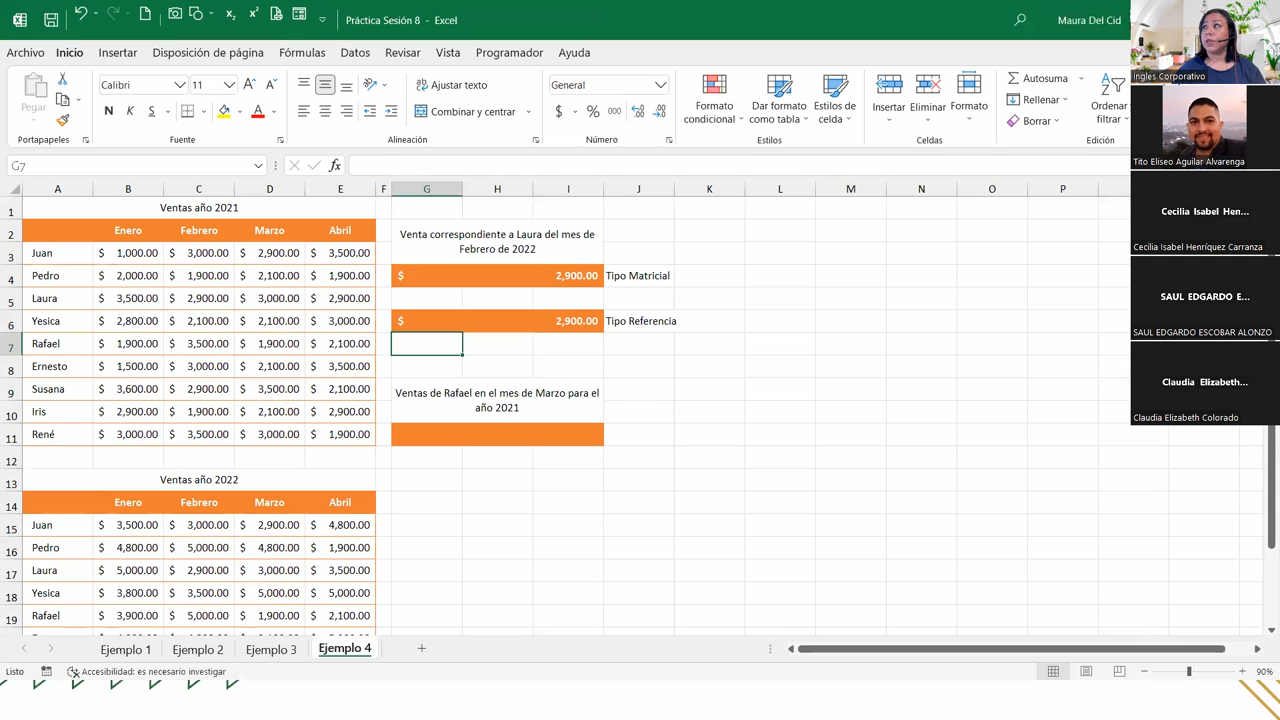 Práctica Sesión 8 - Excel
Maura Del Cid
Archivo Inicio Insertar Disposición de página Fórmulas Datos Revisar Vista Programador Ayuda
Pegar
Portapapeles
Calibri 11
N K S
Fuente
Ajustar texto
Combinar y centrar
Alineación
General
$ % 000
Número
Formato condicional
Dar formato como tabla
Estilos de celda
Estilos
Insertar Eliminar Formato
Celdas
Autosuma
Rellenar
Borrar
Ordenar filtrar
Edición
G7
fx
A B C D E F G H I J K L M N O P
1 Ventas año 2021
2 Enero Febrero Marzo Abril
3 Juan $ 1,000.00 $ 3,000.00 $ 2,900.00 $ 3,500.00
4 Pedro $ 2,000.00 $ 1,900.00 $ 2,100.00 $ 1,900.00
5 Laura $ 3,500.00 $ 2,900.00 $ 3,000.00 $ 2,900.00
6 Yesica $ 2,800.00 $ 2,100.00 $ 2,100.00 $ 3,000.00
7 Rafael $ 1,900.00 $ 3,500.00 $ 1,900.00 $ 2,100.00
8 Ernesto $ 1,500.00 $ 3,000.00 $ 2,100.00 $ 3,500.00
9 Susana $ 3,600.00 $ 2,900.00 $ 3,500.00 $ 2,100.00
10 Iris $ 2,900.00 $ 1,900.00 $ 2,100.00 $ 2,900.00
11 René $ 3,000.00 $ 3,500.00 $ 3,000.00 $ 1,900.00
12
13 Ventas año 2022
14 Enero Febrero Marzo Abril
15 Juan $ 3,500.00 $ 3,000.00 $ 2,900.00 $ 4,800.00
16 Pedro $ 4,800.00 $ 5,000.00 $ 4,800.00 $ 1,900.00
17 Laura $ 5,000.00 $ 2,900.00 $ 3,000.00 $ 3,500.00
18 Yesica $ 3,800.00 $ 3,500.00 $ 5,000.00 $ 5,000.00
19 Rafael $ 3,900.00 $ 5,000.00 $ 1,900.00 $ 2,100.00
Venta correspondiente a Laura del mes de
Febrero de 2022
$ 2,900.00 Tipo Matricial
$ 2,900.00 Tipo Referencia
Ventas de Rafael en el mes de Marzo para el
año 2021
Ejemplo 1 Ejemplo 2 Ejemplo 3 Ejemplo 4
Listo
Accesibilidad: es necesario investigar
90%
Ingles Corporativo
Tito Eliseo Aguilar Alvarenga
Cecilia Isabel Hen...
Cecilia Isabel Henríquez Carranza
SAUL EDGARDO E...
SAUL EDGARDO ESCOBAR ALONZO
Claudia Elizabeth...
Claudia Elizabeth Colorado